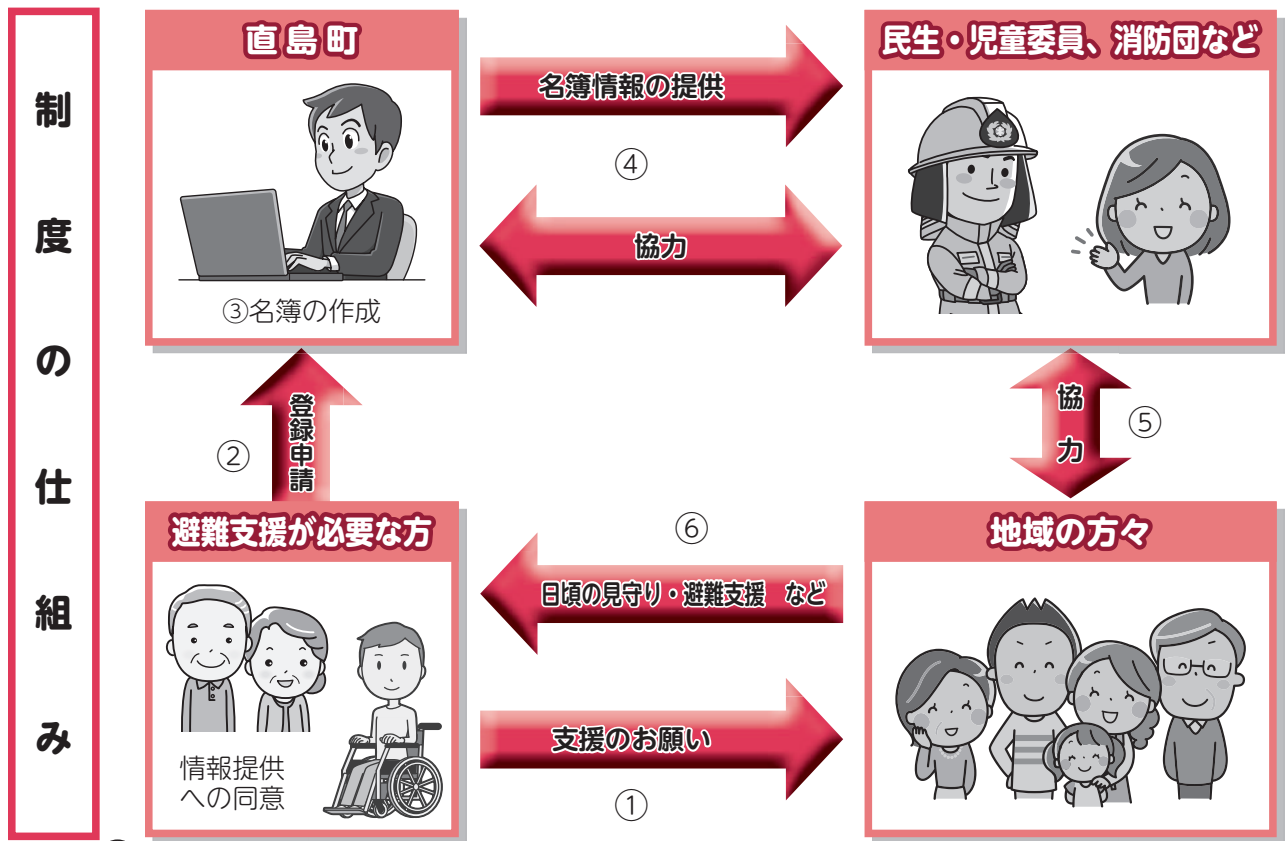 制度の仕組み
直島町
③名簿の作成
名簿情報の提供
④
協力
民生・児童委員、消防団など
登録申請
②
協力
⑤
避難支援が必要な方
情報提供
への同意
⑥
日頃の見守り・避難支援 など
支援のお願い
①
地域の方々